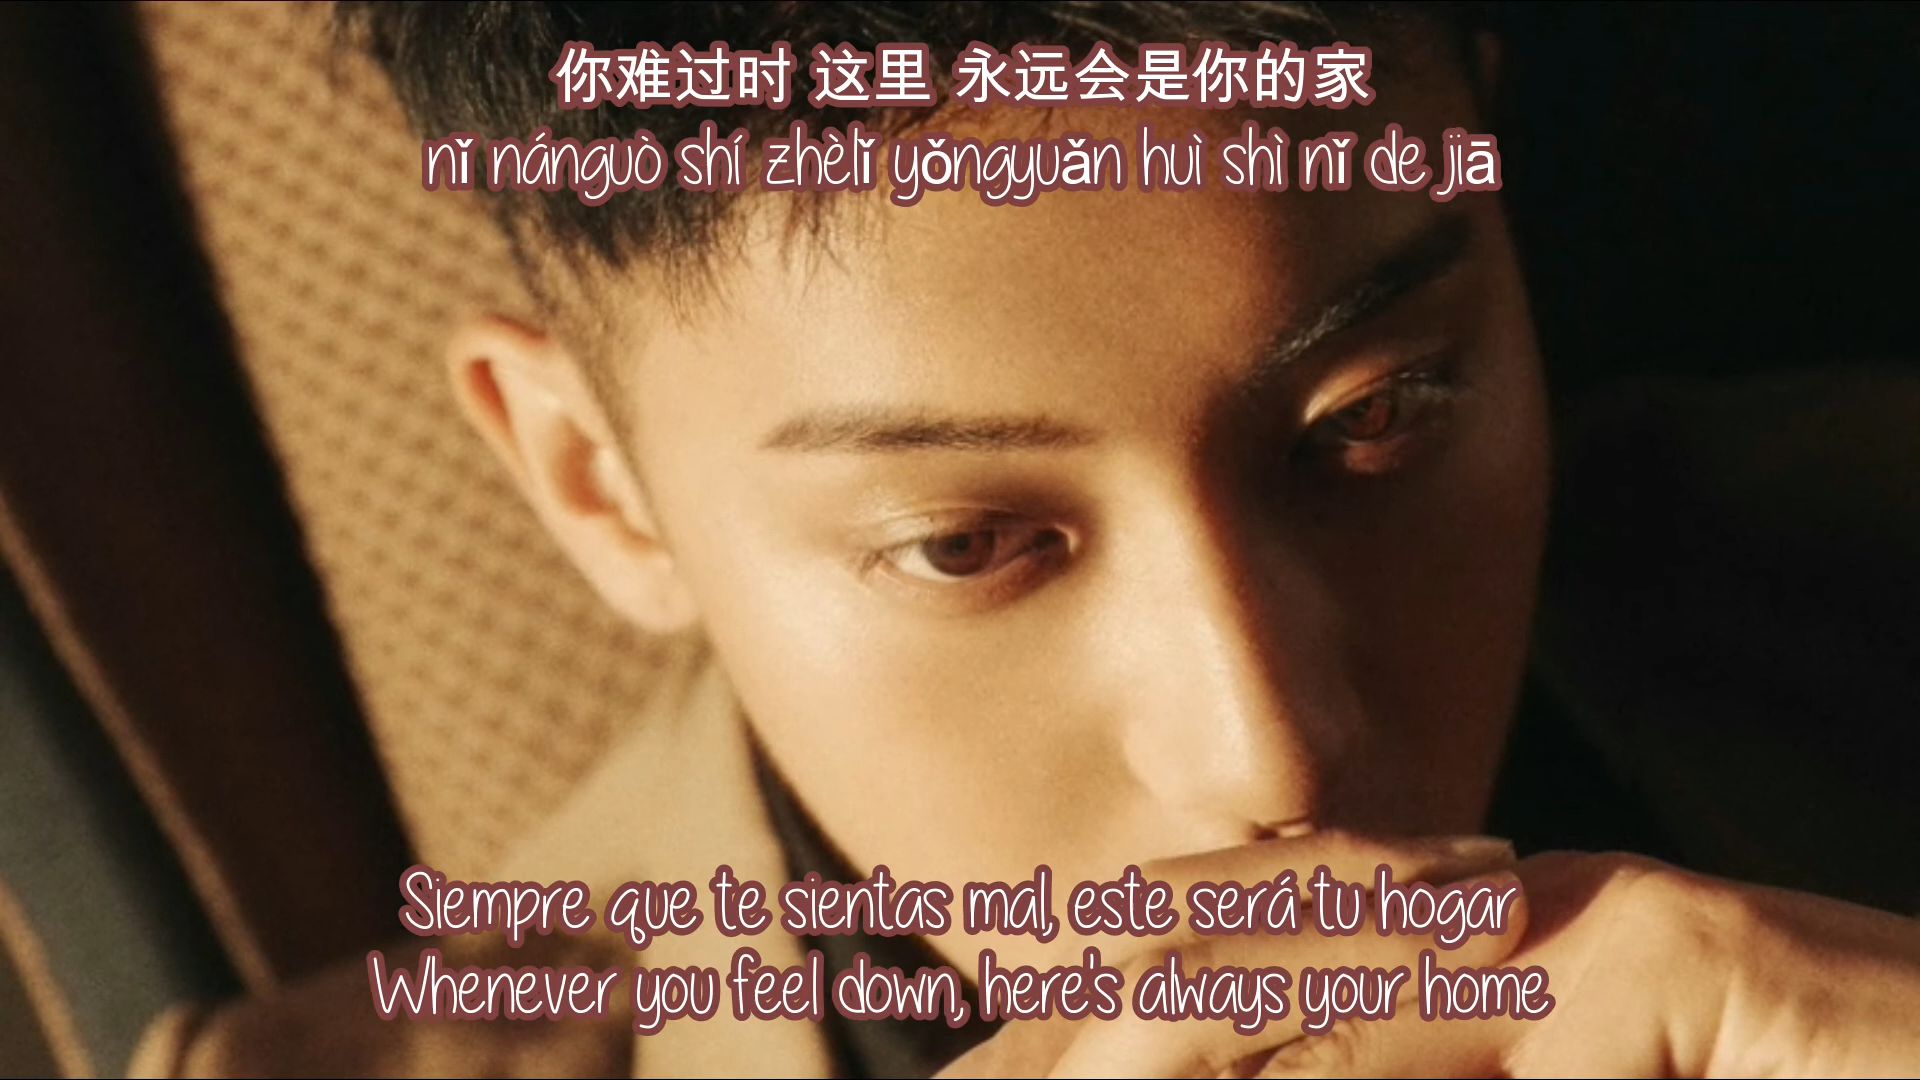 你难过时 这里 永远会是你的家
nǐ nánguò shí zhèlǐ yǒngyuǎn huì shì nǐ de jiā
Siempre que te sientas mal, este será tu hogar
Whenever you feel down, here's always your home